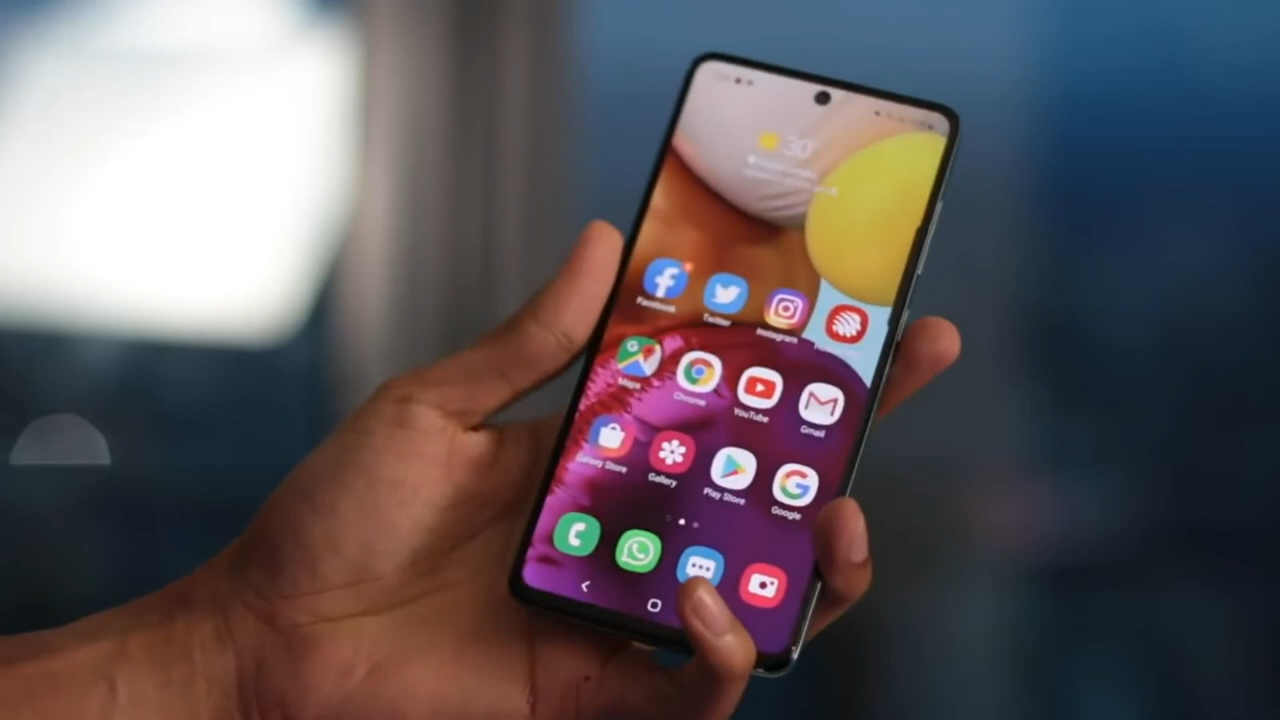 30°
Facebook
Twitter
Instagram
Maps
Chrome
YouTube
Gmail
Galaxy Store
Gallery
Play Store
Google